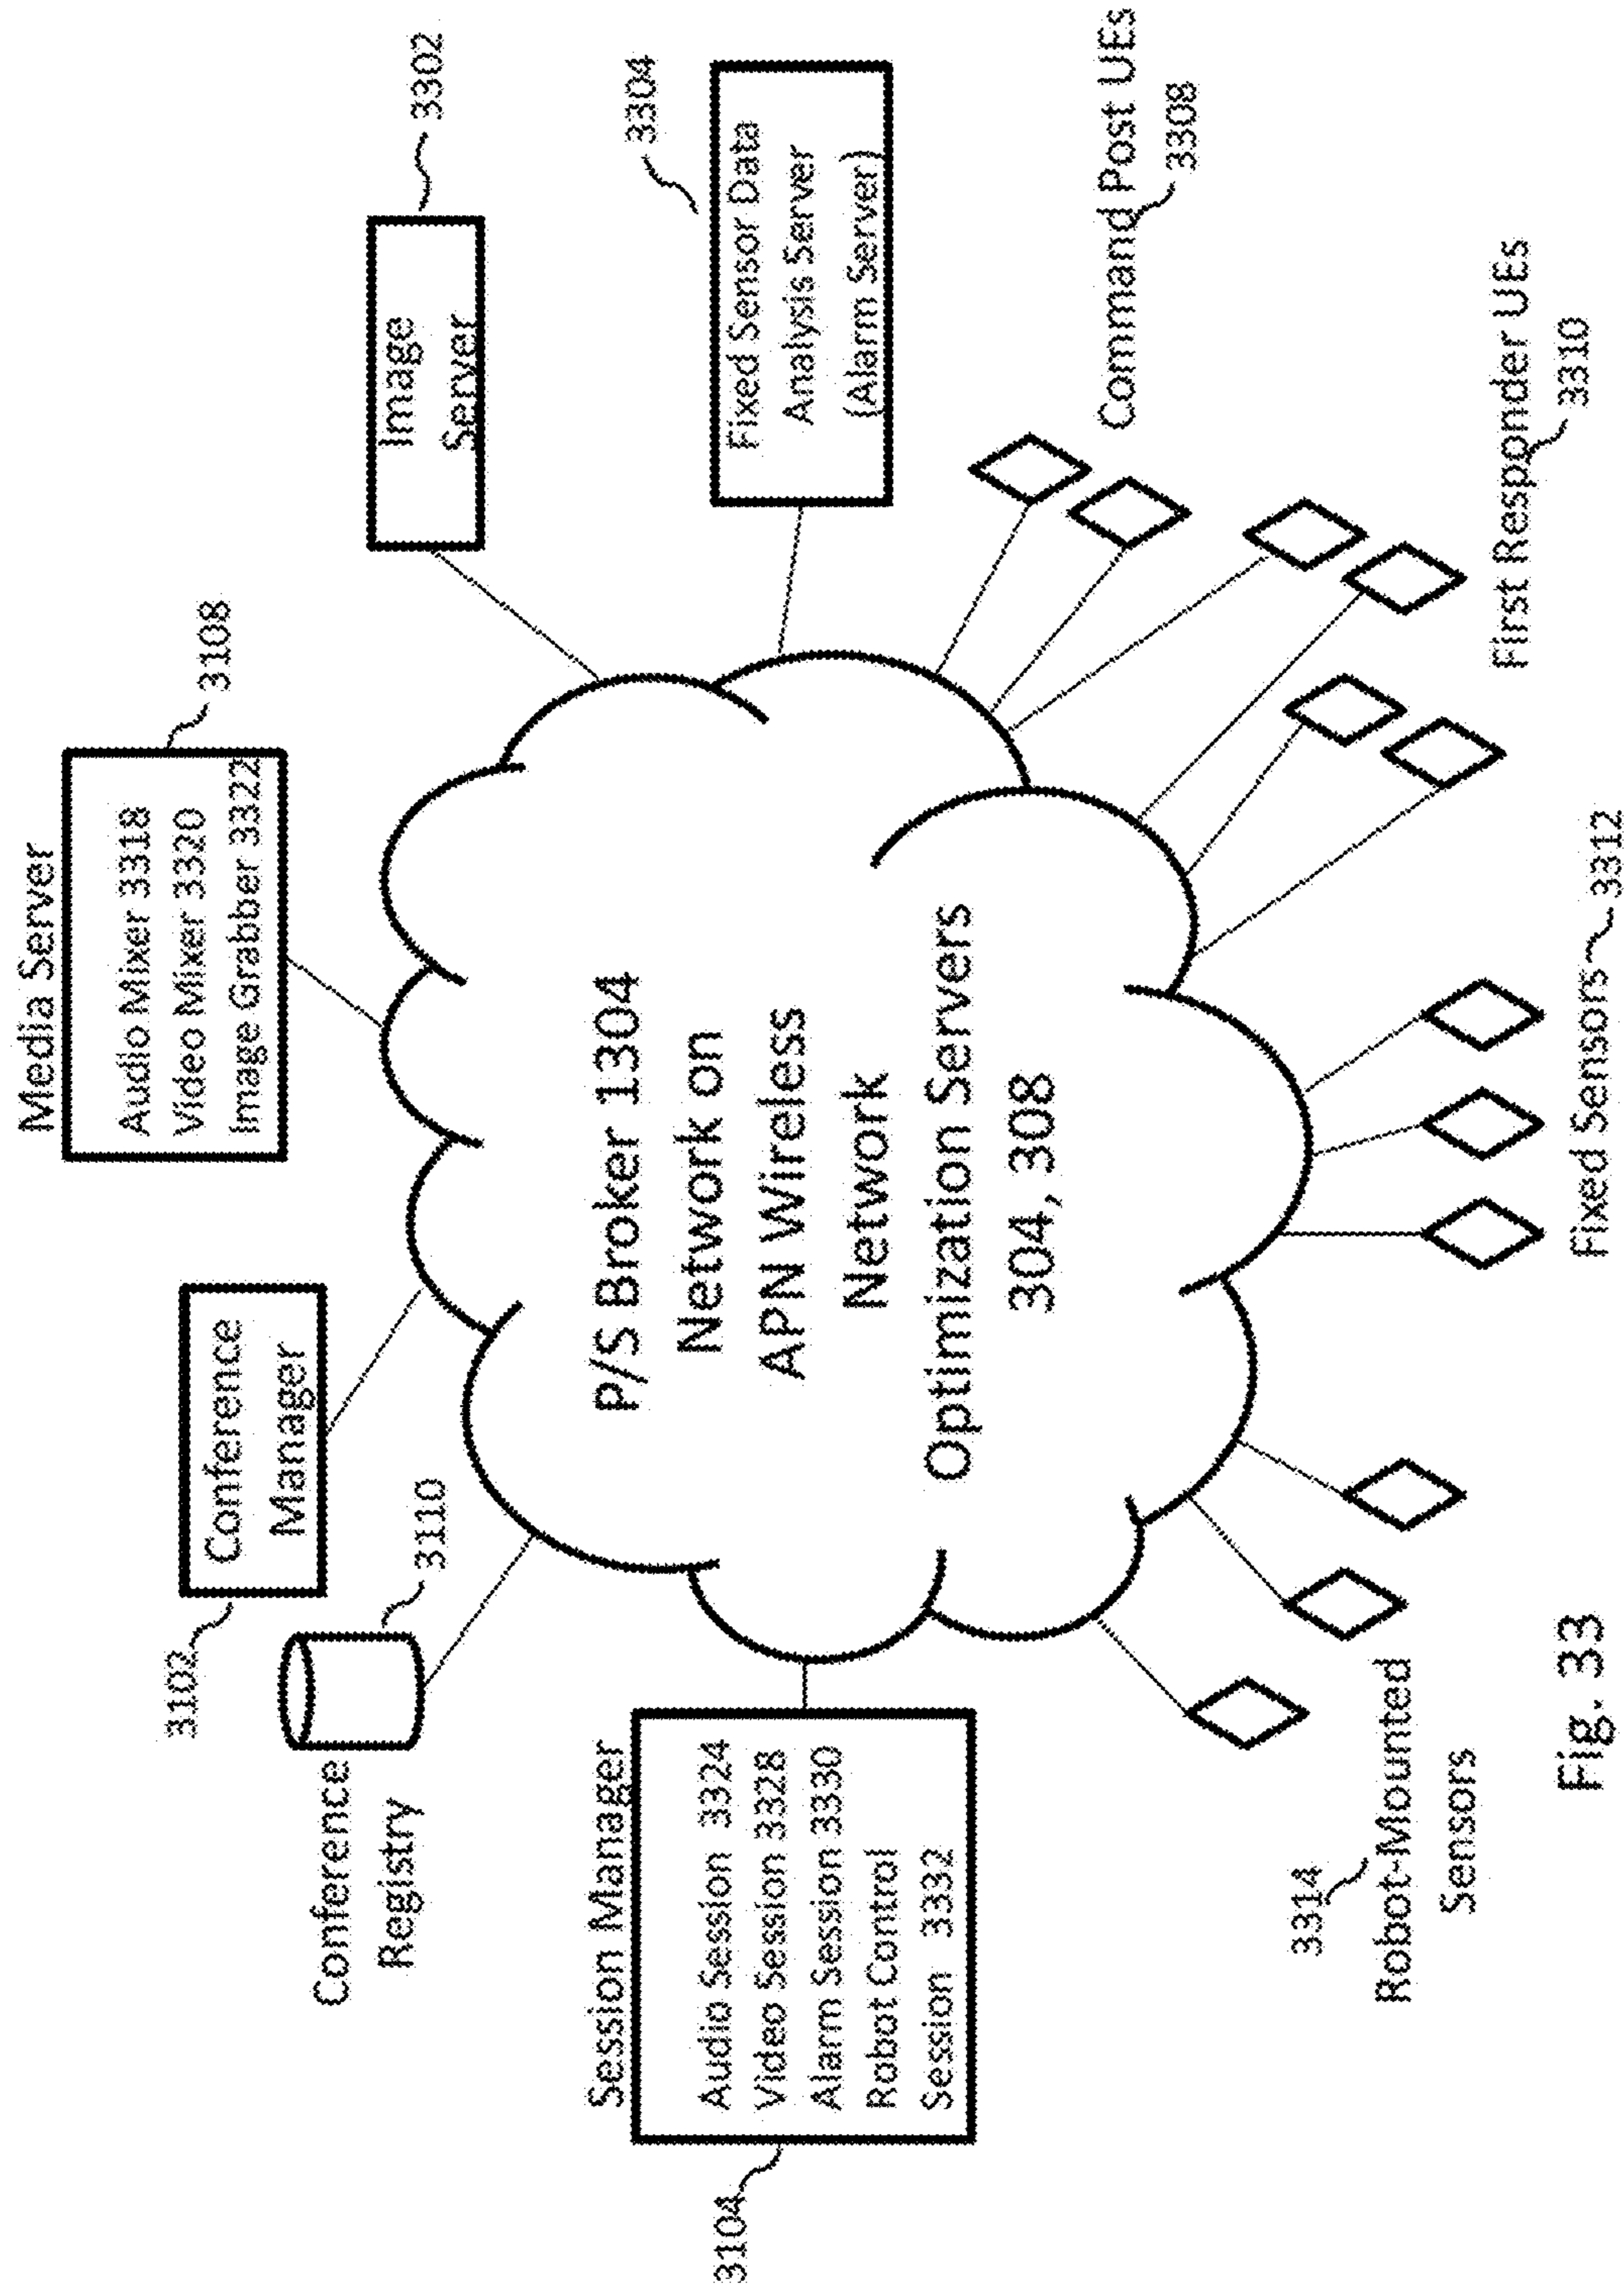 Media Server
3108
Audio Mixer 3318
Video Mixer 3320
Image Grabber 3322
3102
Conference
Manager
Conference
Registry
3110
Image
Server
3302
3304
Fixed Sensor Data
Analysis Server
(Alarm Server)
Session Manager
Audio Session 3324
Video Session 3328
Alarm Session 3330
Robot Control
Session 3332
3104
P/S Broker 1304
Network on
APN Wireless
Network
Optimization Servers
304, 308
Command Post UEs
3308
First Responder UEs
3310
Fixed Sensors
3312
3314
Robot-Mounted
Sensors
Fig. 33